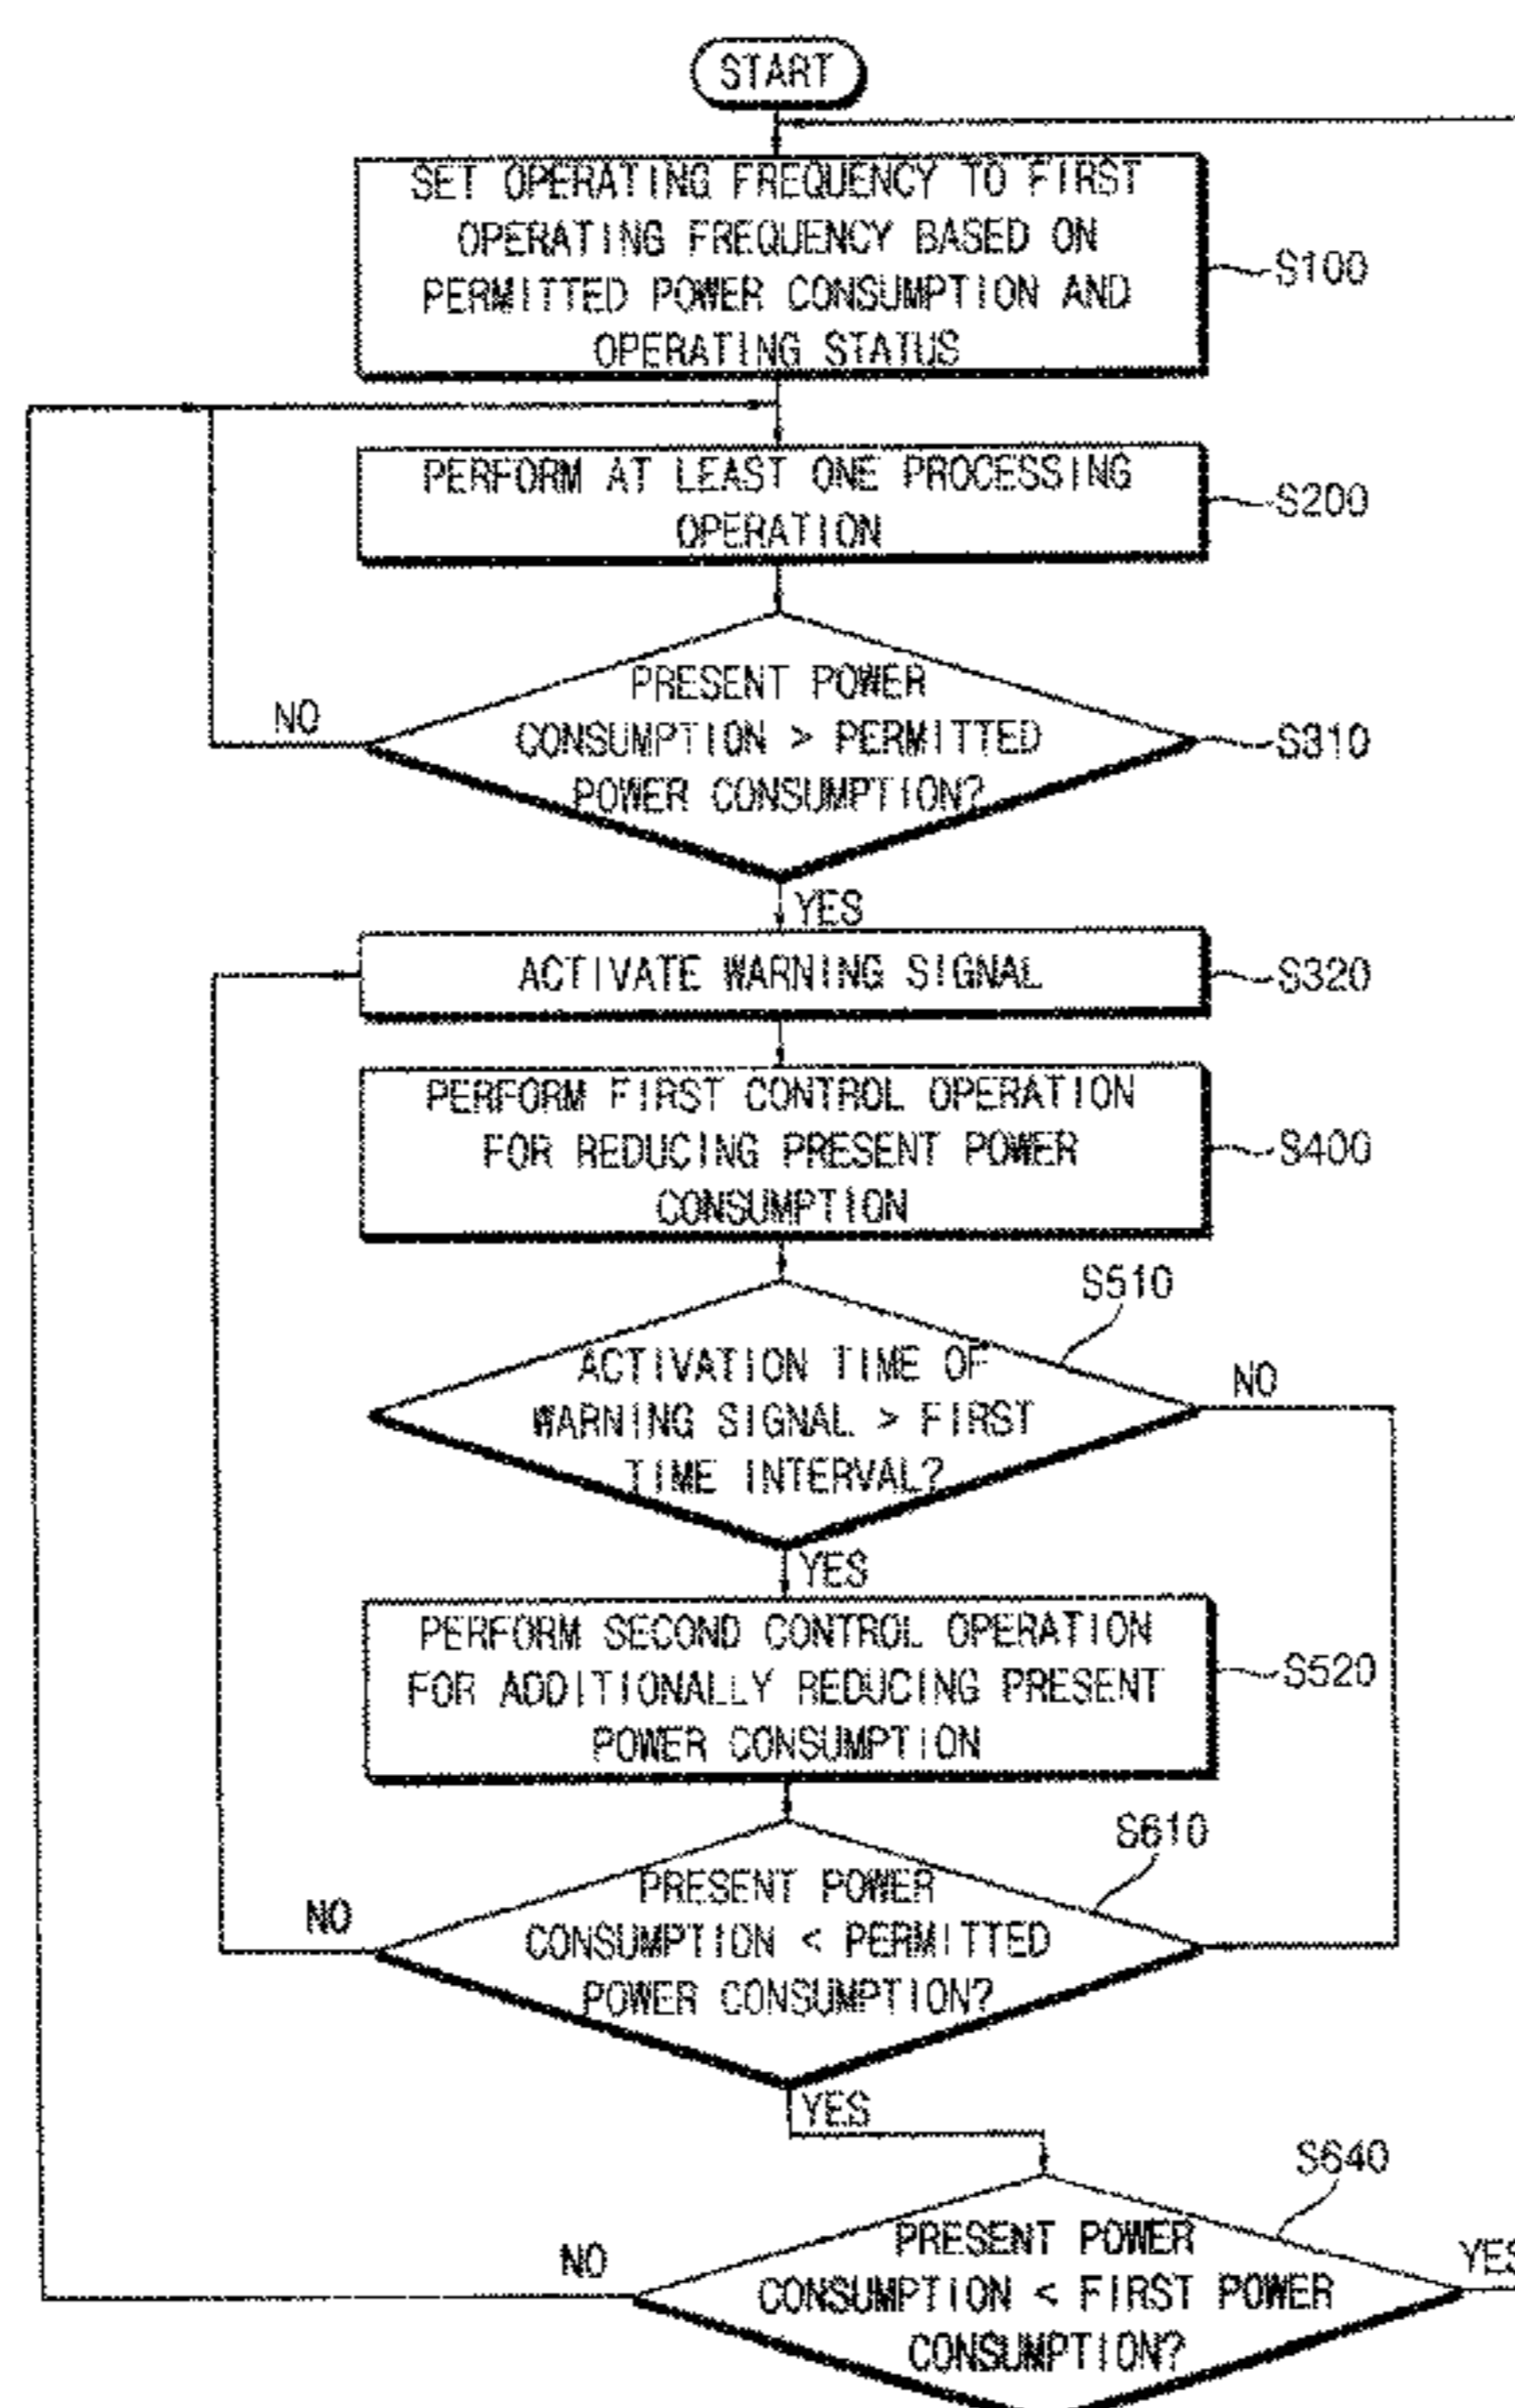 START
SET OPERATING FREQUENCY TO FIRST
OPERATING FREQUENCY BASED ON
PERMITTED POWER CONSUMPTION AND
OPERATING STATUS
S100
PERFORM AT LEAST ONE PROCESSING
OPERATION
S200
PRESENT POWER
CONSUMPTION > PERMITTED
POWER CONSUMPTION?
NO
S310
YES
ACTIVATE WARNING SIGNAL
S320
PERFORM FIRST CONTROL OPERATION
FOR REDUCING PRESENT POWER
CONSUMPTION
S400
S510
ACTIVATION TIME OF
WARNING SIGNAL > FIRST
TIME INTERVAL?
NO
YES
PERFORM SECOND CONTROL OPERATION
FOR ADDITIONALLY REDUCING PRESENT
POWER CONSUMPTION
S520
S610
PRESENT POWER
CONSUMPTION < PERMITTED
POWER CONSUMPTION?
NO
YES
S640
PRESENT POWER
CONSUMPTION < FIRST POWER
CONSUMPTION?
NO
YES